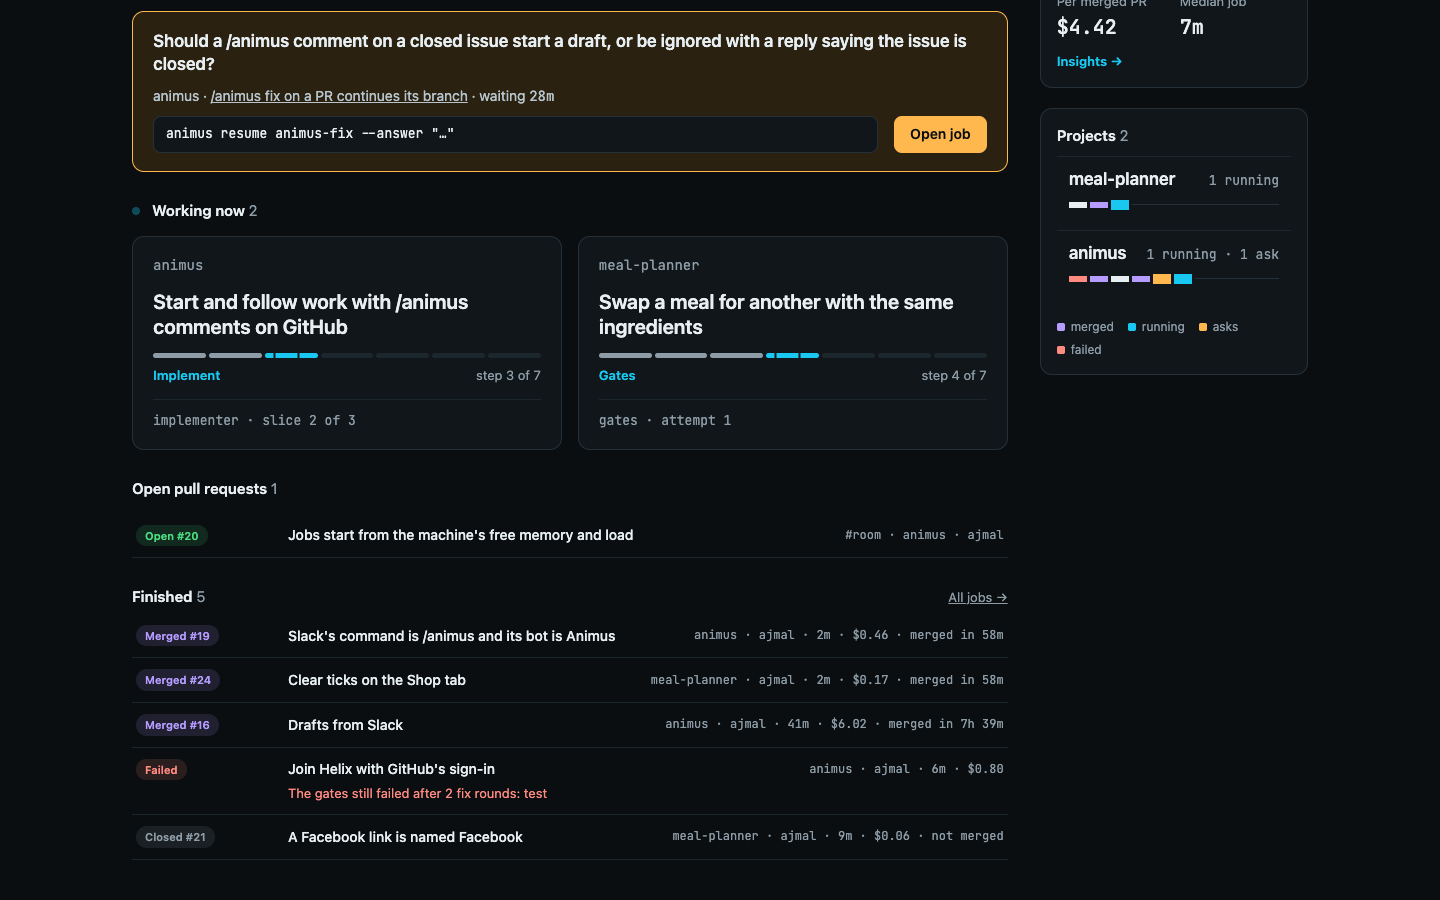 Should a /animus comment on a closed issue start a draft, or be ignored with a reply saying the issue is
closed?
animus · /animus fix on a PR continues its branch · waiting 28m
animus resume animus-fix --answer "…"
Open job
Working now 2
animus
Start and follow work with /animus
comments on GitHub
Implement
step 3 of 7
implementer · slice 2 of 3
meal-planner
Swap a meal for another with the same
ingredients
Gates
step 4 of 7
gates · attempt 1
Open pull requests 1
Open #20
Jobs start from the machine's free memory and load
#room · animus · ajmal
Finished 5
All jobs →
Merged #19
Slack's command is /animus and its bot is Animus
animus · ajmal · 2m · $0.46 · merged in 58m
Merged #24
Clear ticks on the Shop tab
meal-planner · ajmal · 2m · $0.17 · merged in 58m
Merged #16
Drafts from Slack
animus · ajmal · 41m · $6.02 · merged in 7h 39m
Failed
Join Helix with GitHub's sign-in
animus · ajmal · 6m · $0.80
The gates still failed after 2 fix rounds: test
Closed #21
A Facebook link is named Facebook
meal-planner · ajmal · 9m · $0.06 · not merged
Per merged PR
Median job
$4.42
7m
Insights →
Projects 2
meal-planner
1 running
animus
1 running · 1 ask
merged
running
asks
failed